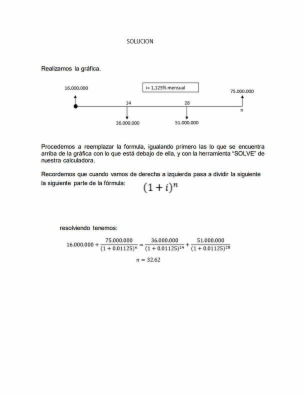 SOLUCION
Realizamos la gráfica.
i= 1,125% mensual
16.000.000
75.000.000
14
28
n
36.000.000
51.000.000
Procedemos a reemplazar la formula, igualando primero las lo que se encuentra
arriba de la gráfica con lo que está debajo de ella, y con la herramienta "SOLVE" de
nuestra calculadora.
Recordemos que cuando vamos de derecha a izquierda pasa a dividir la siguiente
la siguiente parte de la fórmula: (1 + i)^n
resolviendo tenemos:
16.000.000 + 75.000.000/(1 + 0.01125)^n = 36.000.000/(1 + 0.01125)^14 + 51.000.000/(1 + 0.01125)^28
n = 32.62